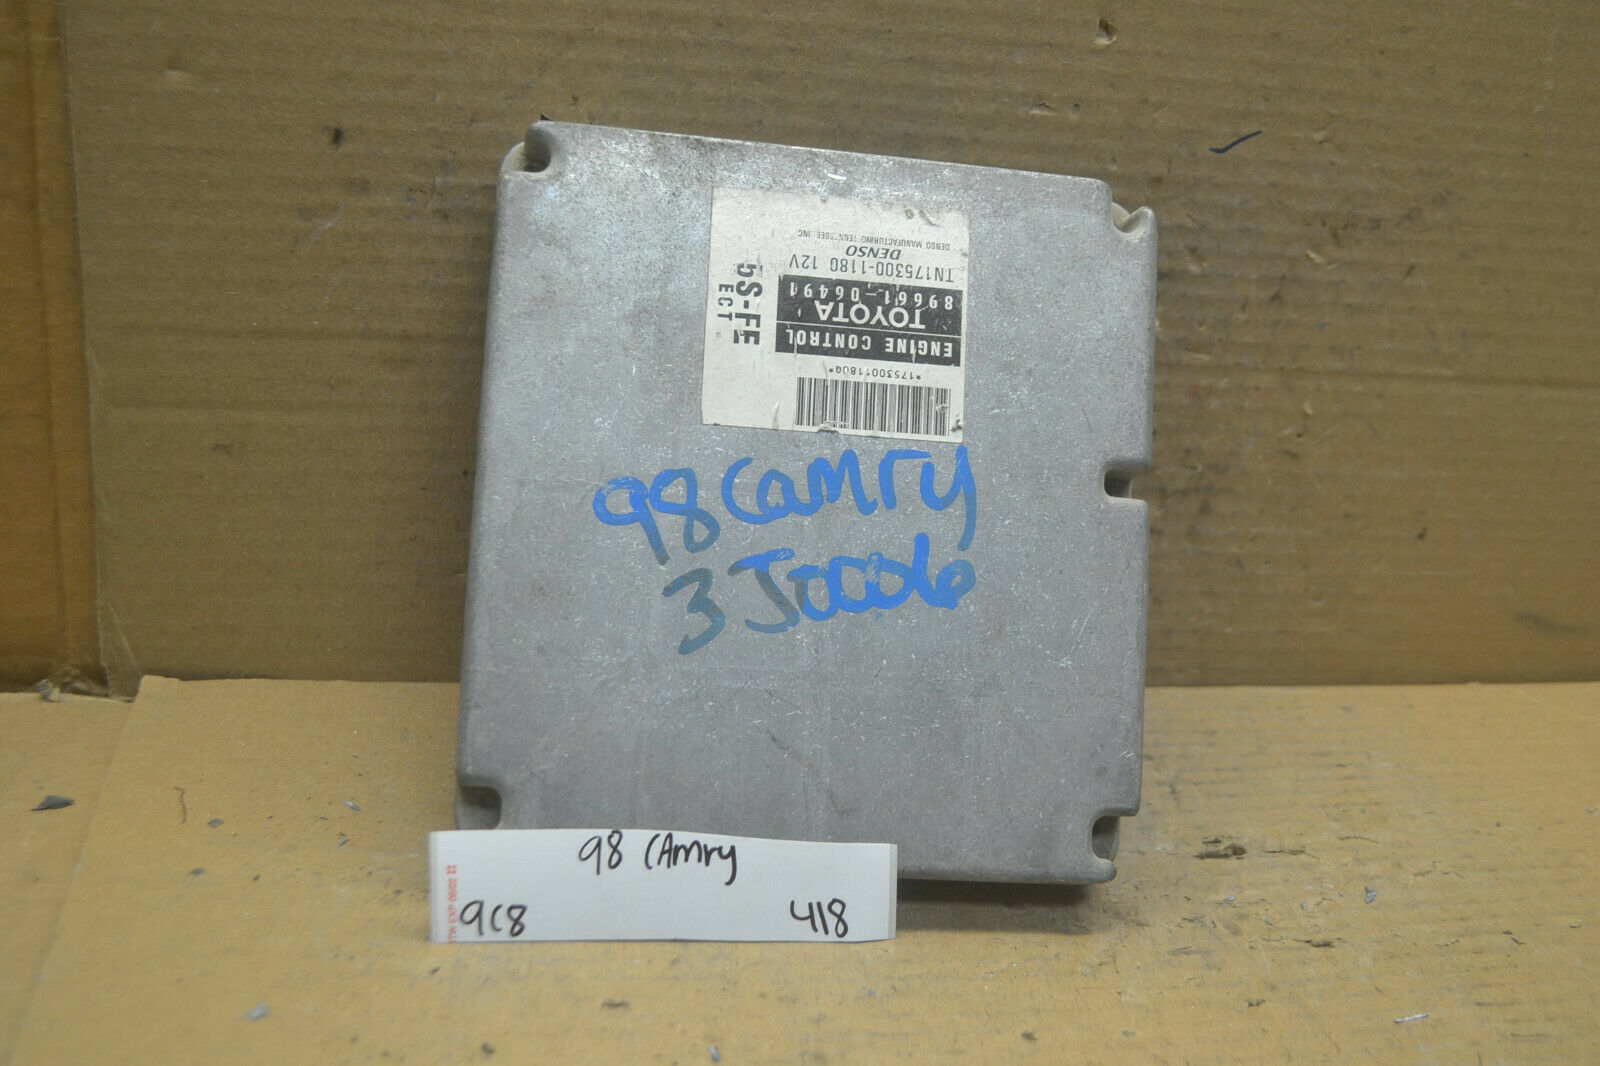 *1753001180Q*
ENGINE CONTROL
TOYOTA
89661-06491
TN175300-1180 12V
DENSO
DENSO MANUFACTURING TENNESSEE INC
5S-FE
ECT
98 Camry
3J0006
98 CAmry
9C8 418